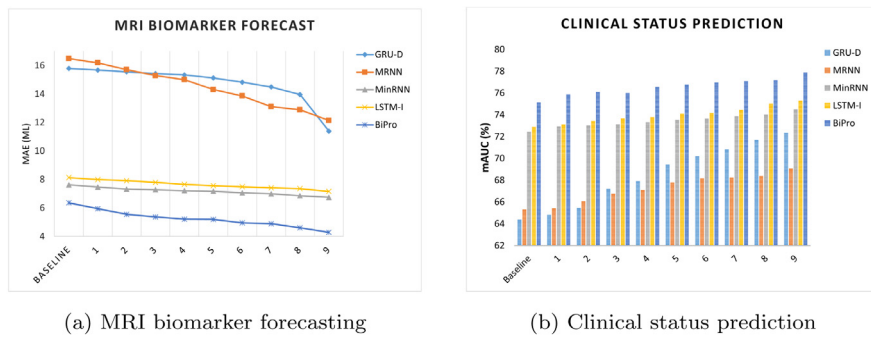 MRI BIOMARKER FORECAST
MAE (ML)
16
14
12
10
8
6
4
BASELINE
1
2
3
4
5
6
7
8
9
GRU-D
MRNN
MinRNN
LSTM-I
BiPro
(a) MRI biomarker forecasting
CLINICAL STATUS PREDICTION
mAUC (%)
80
78
76
74
72
70
68
66
64
62
Baseline
1
2
3
4
5
6
7
8
9
GRU-D
MRNN
MinRNN
LSTM-I
BiPro
(b) Clinical status prediction